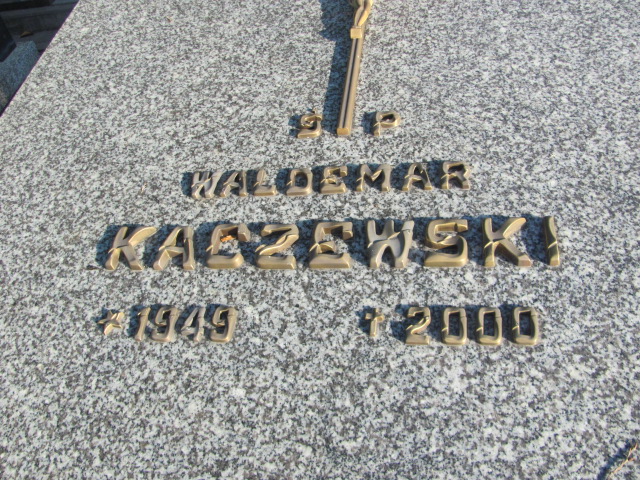 Ś P
WALDEMAR
KACZEWSKI
* 1949 † 2000